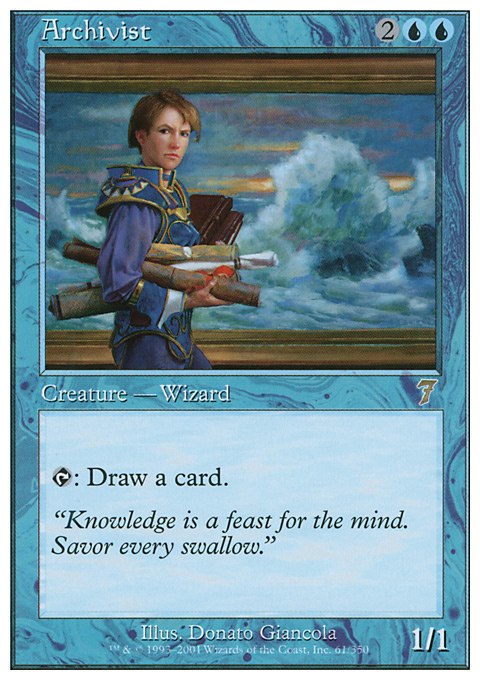 Archivist 2
Creature — Wizard 7
: Draw a card.
“Knowledge is a feast for the mind.
Savor every swallow.”
Illus. Donato Giancola
™ & © 1993–2001 Wizards of the Coast, Inc. 61/350
1/1